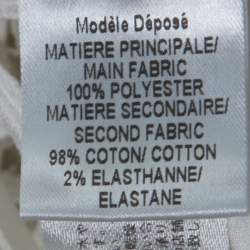 Modèle Déposé
MATIERE PRINCIPALE/
MAIN FABRIC
100% POLYESTER
MATIERE SECONDAIRE/
SECOND FABRIC
98% COTON/ COTTON
2% ELASTHANNE/
ELASTANE